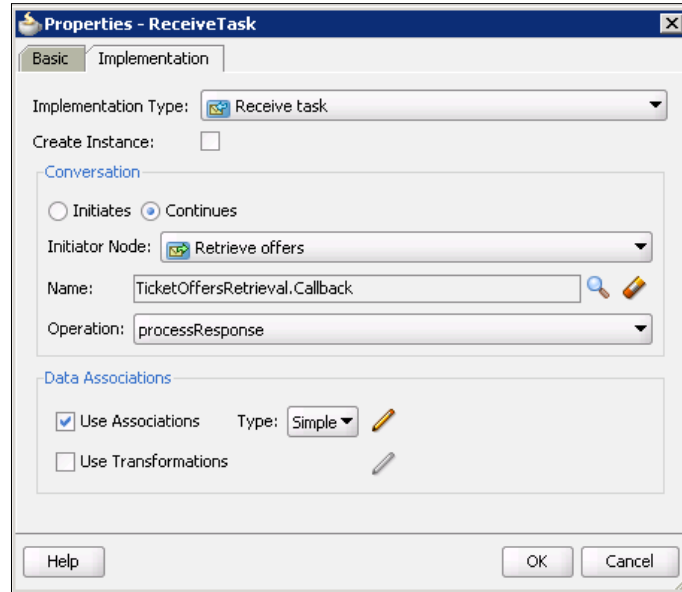 Properties - ReceiveTask
Basic Implementation
Implementation Type: Receive task
Create Instance:
Conversation
Initiates Continues
Initiator Node: Retrieve offers
Name: TicketOffersRetrieval.Callback
Operation: processResponse
Data Associations
Use Associations Type: Simple
Use Transformations
Help OK Cancel